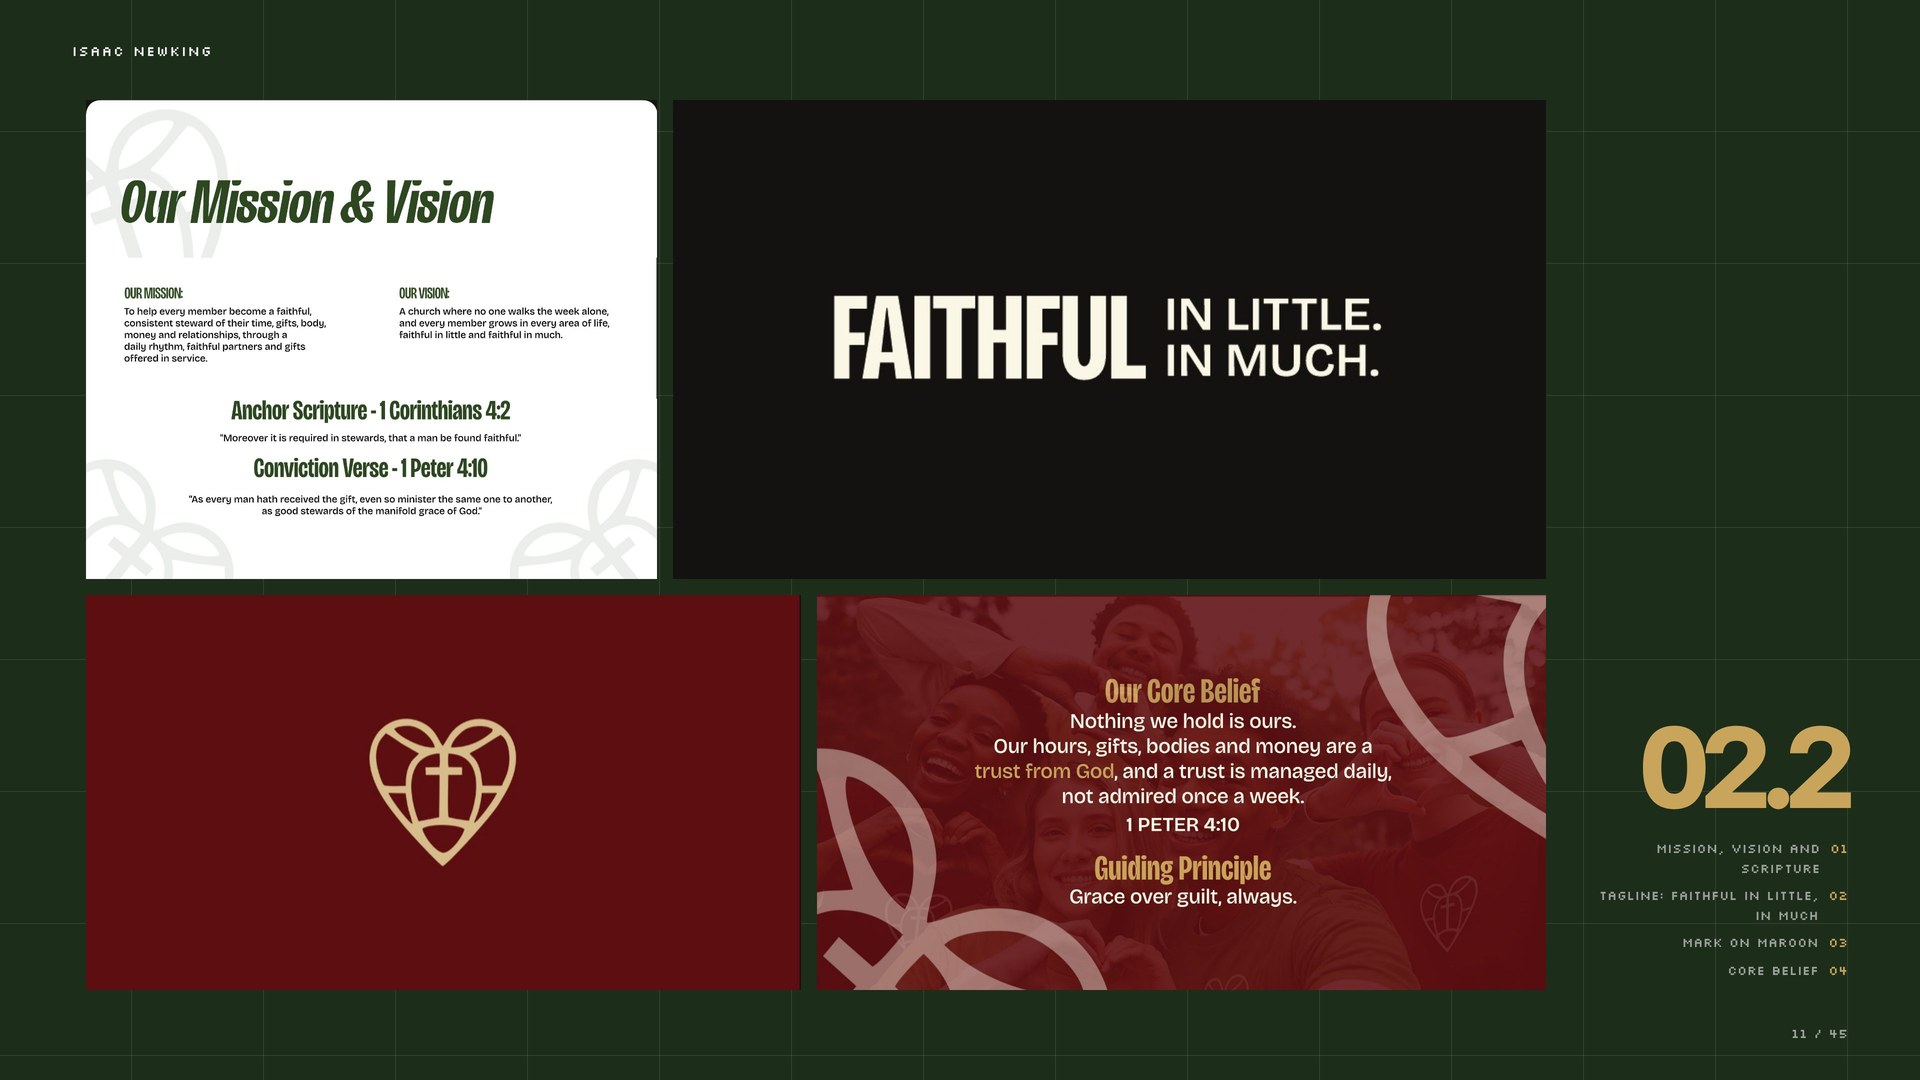 ISAAC NEWKING
Our Mission & Vision
OUR MISSION:
To help every member become a faithful,
consistent steward of their time, gifts, body,
money and relationships, through a
daily rhythm, faithful partners and gifts
offered in service.
OUR VISION:
A church where no one walks the week alone,
and every member grows in every area of life,
faithful in little and faithful in much.
Anchor Scripture - 1 Corinthians 4:2
"Moreover it is required in stewards, that a man be found faithful."
Conviction Verse - 1 Peter 4:10
"As every man hath received the gift, even so minister the same one to another,
as good stewards of the manifold grace of God."
FAITHFUL
IN LITTLE.
IN MUCH.
Our Core Belief
Nothing we hold is ours.
Our hours, gifts, bodies and money are a
trust from God, and a trust is managed daily,
not admired once a week.
1 PETER 4:10
Guiding Principle
Grace over guilt, always.
02.2
MISSION, VISION AND 01
SCRIPTURE
TAGLINE: FAITHFUL IN LITTLE, 02
IN MUCH
MARK ON MAROON 03
CORE BELIEF 04
11 / 45